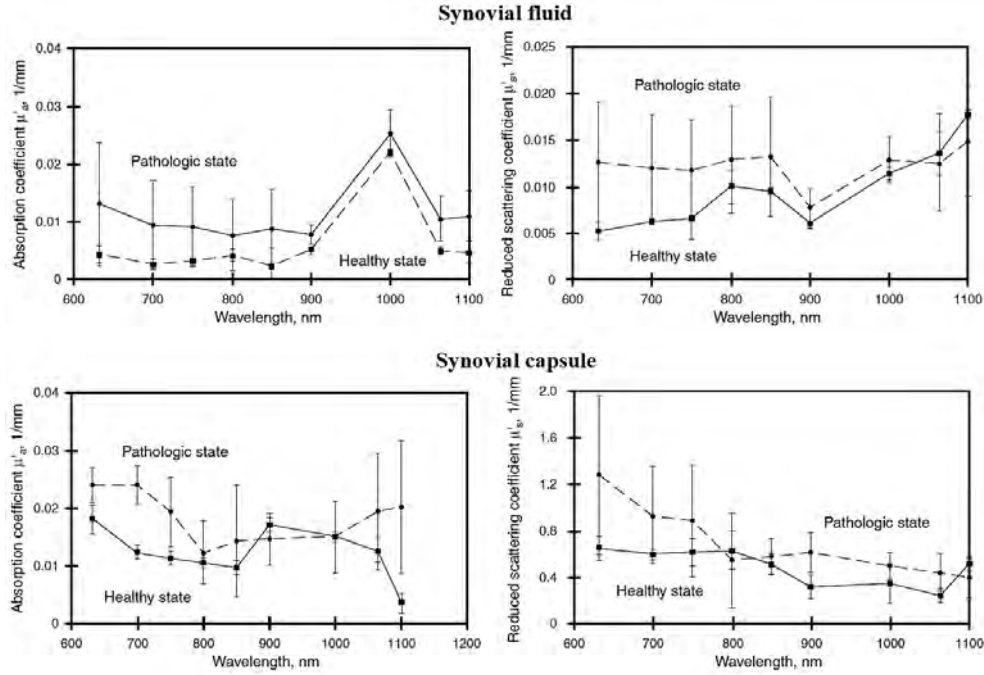 Synovial fluid
Absorption coefficient μ'a, 1/mm
0.04
0.03
0.02
0.01
0
Pathologic state
Healthy state
600 700 800 900 1000 1100
Wavelength, nm
Reduced scattering coefficient μ's, 1/mm
0.025
0.020
0.015
0.010
0.005
0
Pathologic state
Healthy state
600 700 800 900 1000 1100
Wavelength, nm
Synovial capsule
Absorption coefficient μ'a, 1/mm
0.04
0.03
0.02
0.01
0
Pathologic state
Healthy state
600 700 800 900 1000 1100 1200
Wavelength, nm
Reduced scattering coefficient μ's, 1/mm
2.0
1.6
1.2
0.8
0.4
0
Pathologic state
Healthy state
600 700 800 900 1000 1100
Wavelength, nm